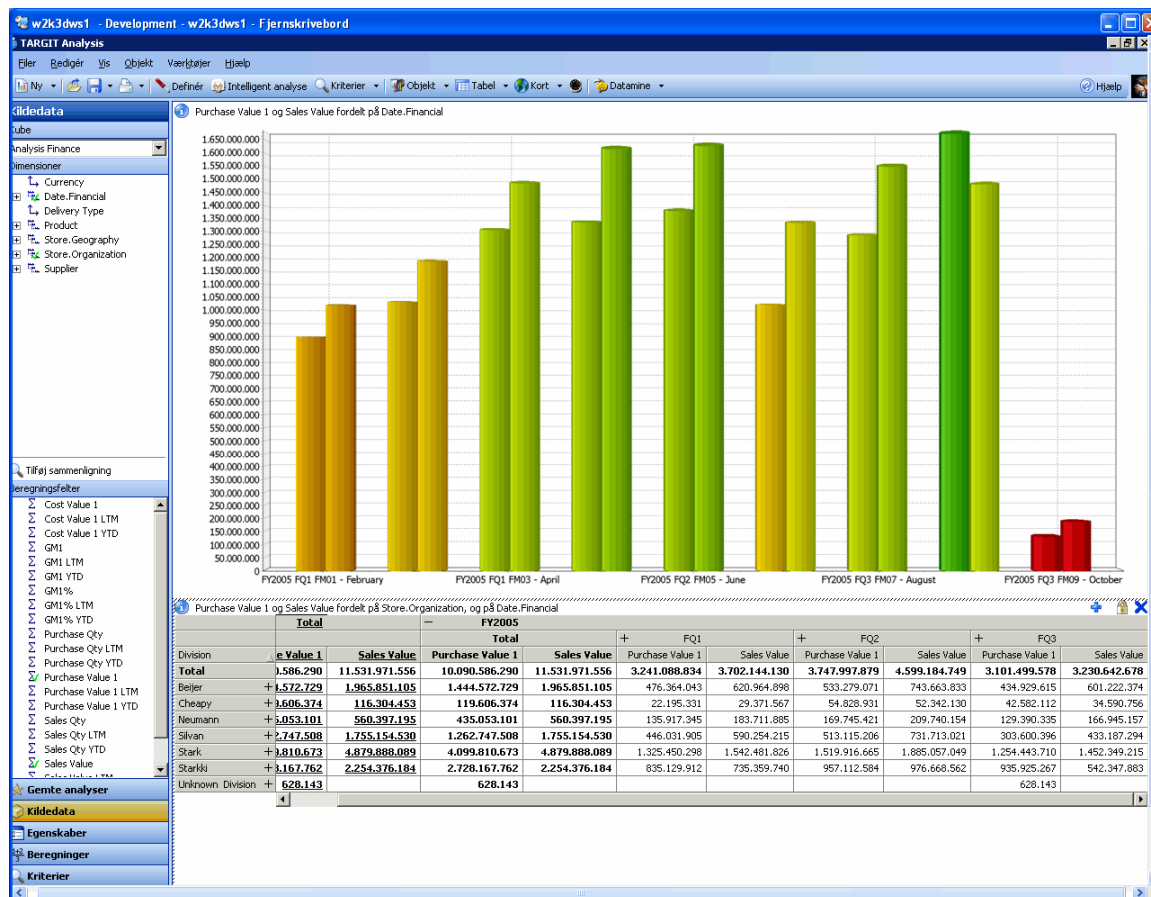 w2k3dws1 - Development - w2k3dws1 - Fjernskrivebord
TARGIT Analysis
Filer Redigér Vis Objekt Værktøjer Hjælp
Ny Definér Intelligent analyse Kriterier Objekt Tabel Kort Datamine Hjælp
Kildedata
Kube
Analysis Finance
Dimensioner
Currency
Date.Financial
Delivery Type
Product
Store.Geography
Store.Organization
Supplier
Tilføj sammenligning
Beregningsfelter
Cost Value 1
Cost Value 1 LTM
Cost Value 1 YTD
GM1
GM1 LTM
GM1 YTD
GM1%
GM1% LTM
GM1% YTD
Purchase Qty
Purchase Qty LTM
Purchase Qty YTD
Purchase Value 1
Purchase Value 1 LTM
Purchase Value 1 YTD
Sales Qty
Sales Qty LTM
Sales Qty YTD
Sales Value
Sales Value LTM
Gemte analyser
Kildedata
Egenskaber
Beregninger
Kriterier
Purchase Value 1 og Sales Value fordelt på Date.Financial
1.650.000.000
1.600.000.000
1.550.000.000
1.500.000.000
1.450.000.000
1.400.000.000
1.350.000.000
1.300.000.000
1.250.000.000
1.200.000.000
1.150.000.000
1.100.000.000
1.050.000.000
1.000.000.000
950.000.000
900.000.000
850.000.000
800.000.000
750.000.000
700.000.000
650.000.000
600.000.000
550.000.000
500.000.000
450.000.000
400.000.000
350.000.000
300.000.000
250.000.000
200.000.000
150.000.000
100.000.000
50.000.000
0
FY2005 FQ1 FM01 - February FY2005 FQ1 FM03 - April FY2005 FQ2 FM05 - June FY2005 FQ3 FM07 - August FY2005 FQ3 FM09 - October
Purchase Value 1 og Sales Value fordelt på Store.Organization, og på Date.Financial
Total − FY2005
Total + FQ1 + FQ2 + FQ3
Division e Value 1 Sales Value Purchase Value 1 Sales Value Purchase Value 1 Sales Value Purchase Value 1 Sales Value Purchase Value 1 Sales Value
Total ).586.290 11.531.971.556 10.090.586.290 11.531.971.556 3.241.088.834 3.702.144.130 3.747.997.879 4.599.184.749 3.101.499.578 3.230.642.678
Beijer + 4.572.729 1.965.851.105 1.444.572.729 1.965.851.105 476.364.043 620.964.898 533.279.071 743.663.833 434.929.615 601.222.374
Cheapy + 9.606.374 116.304.453 119.606.374 116.304.453 22.195.331 29.371.567 54.828.931 52.342.130 42.582.112 34.590.756
Neumann + 5.053.101 560.397.195 435.053.101 560.397.195 135.917.345 183.711.885 169.745.421 209.740.154 129.390.335 166.945.157
Silvan + 2.747.508 1.755.154.530 1.262.747.508 1.755.154.530 446.031.905 590.254.215 513.115.206 731.713.021 303.600.396 433.187.294
Stark + 9.810.673 4.879.888.089 4.099.810.673 4.879.888.089 1.325.450.298 1.542.481.826 1.519.916.665 1.885.057.049 1.254.443.710 1.452.349.215
Starkki + 3.167.762 2.254.376.184 2.728.167.762 2.254.376.184 835.129.912 735.359.740 957.112.584 976.668.562 935.925.267 542.347.883
Unknown Division + 628.143 628.143 628.143